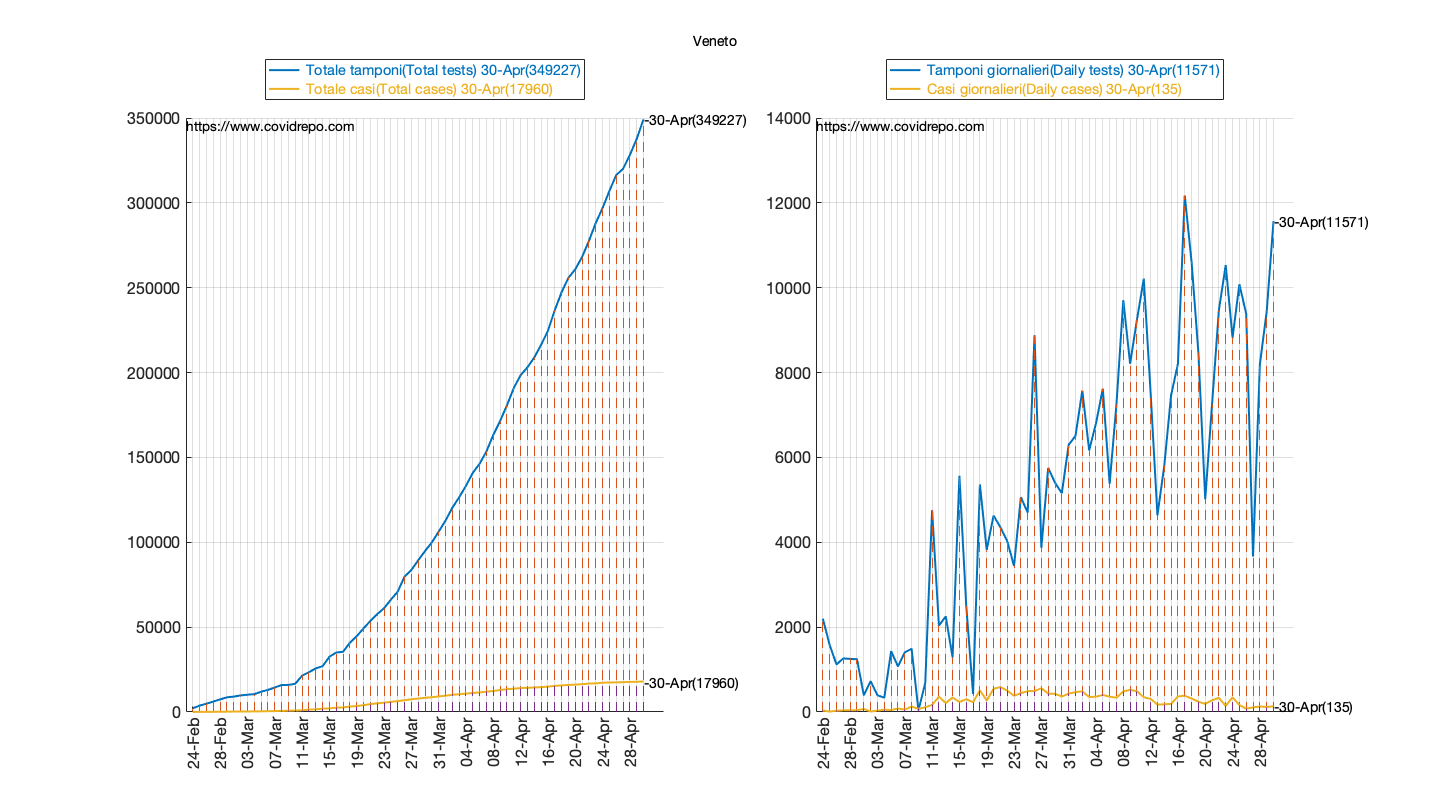 Veneto
Totale tamponi(Total tests) 30-Apr(349227)
Totale casi(Total cases) 30-Apr(17960)
https://www.covidrepo.com
-30-Apr(349227)
-30-Apr(17960)
350000
300000
250000
200000
150000
100000
50000
0
24-Feb
28-Feb
03-Mar
07-Mar
11-Mar
15-Mar
19-Mar
23-Mar
27-Mar
31-Mar
04-Apr
08-Apr
12-Apr
16-Apr
20-Apr
24-Apr
28-Apr
Tamponi giornalieri(Daily tests) 30-Apr(11571)
Casi giornalieri(Daily cases) 30-Apr(135)
https://www.covidrepo.com
-30-Apr(11571)
-30-Apr(135)
14000
12000
10000
8000
6000
4000
2000
0
24-Feb
28-Feb
03-Mar
07-Mar
11-Mar
15-Mar
19-Mar
23-Mar
27-Mar
31-Mar
04-Apr
08-Apr
12-Apr
16-Apr
20-Apr
24-Apr
28-Apr